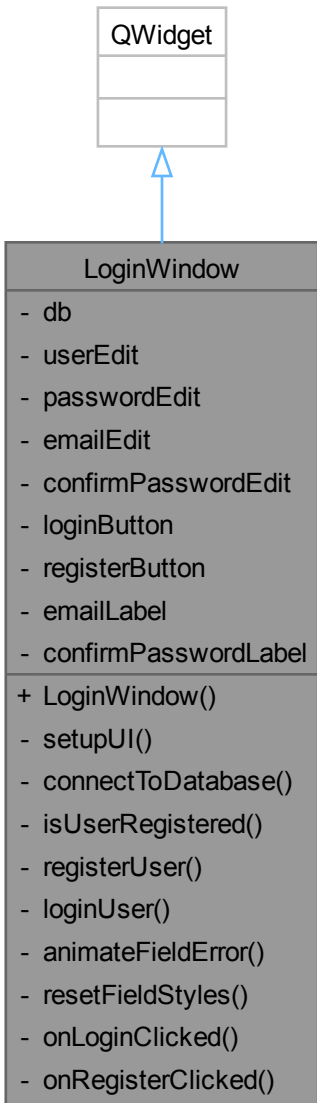 QWidget
LoginWindow
- db
- userEdit
- passwordEdit
- emailEdit
- confirmPasswordEdit
- loginButton
- registerButton
- emailLabel
- confirmPasswordLabel
+ LoginWindow()
- setupUI()
- connectToDatabase()
- isUserRegistered()
- registerUser()
- loginUser()
- animateFieldError()
- resetFieldStyles()
- onLoginClicked()
- onRegisterClicked()